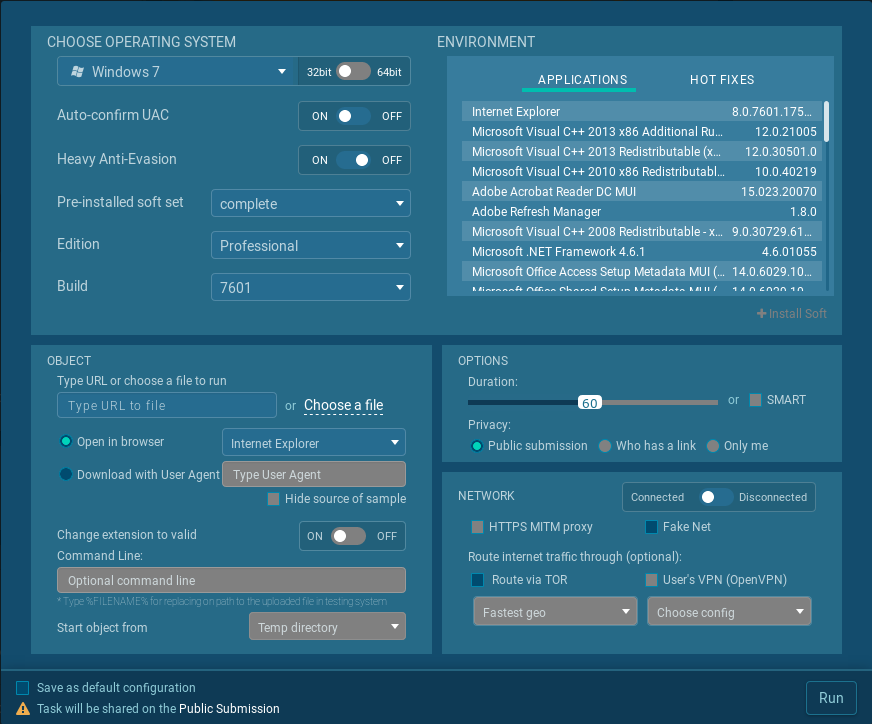 CHOOSE OPERATING SYSTEM
Windows 7
32bit 64bit
Auto-confirm UAC
ON OFF
Heavy Anti-Evasion
ON OFF
Pre-installed soft set
complete
Edition
Professional
Build
7601
ENVIRONMENT
APPLICATIONS HOT FIXES
Internet Explorer 8.0.7601.175...
Microsoft Visual C++ 2013 x86 Additional Ru... 12.0.21005
Microsoft Visual C++ 2013 Redistributable (x... 12.0.30501.0
Microsoft Visual C++ 2010 x86 Redistributabl... 10.0.40219
Adobe Acrobat Reader DC MUI 15.023.20070
Adobe Refresh Manager 1.8.0
Microsoft Visual C++ 2008 Redistributable - x... 9.0.30729.61...
Microsoft .NET Framework 4.6.1 4.6.01055
Microsoft Office Access Setup Metadata MUI (... 14.0.6029.10...
Microsoft Office Shared Setup Metadata MUI (... 14.0.6029.10...
Install Soft
OBJECT
Type URL or choose a file to run
Type URL to file or Choose a file
Open in browser Internet Explorer
Download with User Agent Type User Agent
Hide source of sample
Change extension to valid ON OFF
Command Line:
Optional command line
* Type %FILENAME% for replacing on path to the uploaded file in testing system
Start object from Temp directory
OPTIONS
Duration:
60 or SMART
Privacy:
Public submission Who has a link Only me
NETWORK Connected Disconnected
HTTPS MITM proxy Fake Net
Route internet traffic through (optional):
Route via TOR User's VPN (OpenVPN)
Fastest geo Choose config
Save as default configuration
Task will be shared on the Public Submission
Run